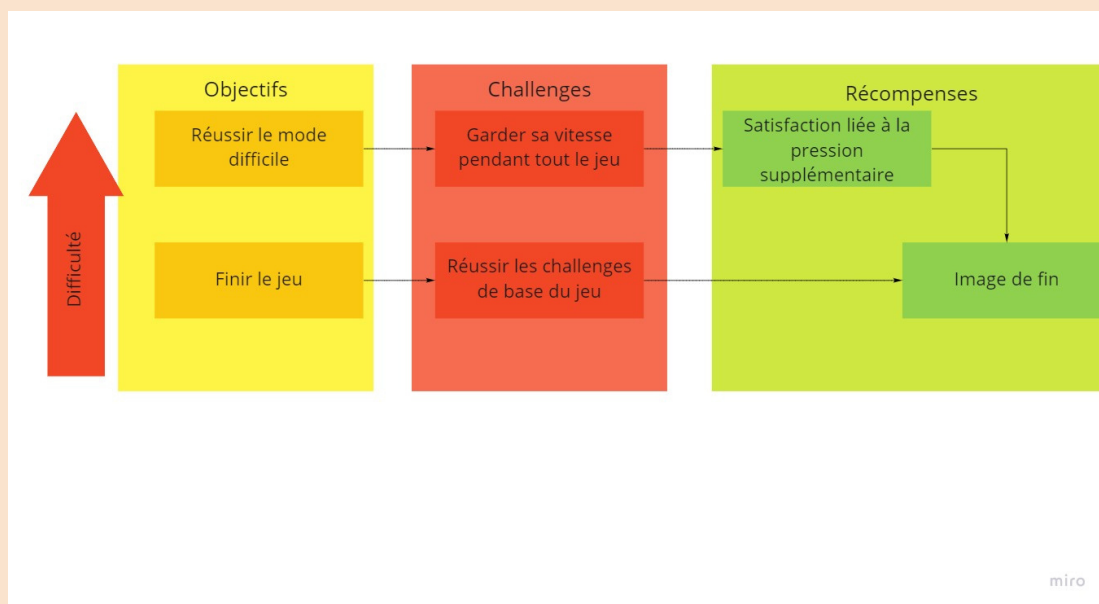 Objectifs
Challenges
Récompenses
Réussir le mode
difficile
Garder sa vitesse
pendant tout le jeu
Satisfaction liée à la
pression
supplémentaire
Difficulté
Finir le jeu
Réussir les challenges
de base du jeu
Image de fin
miro